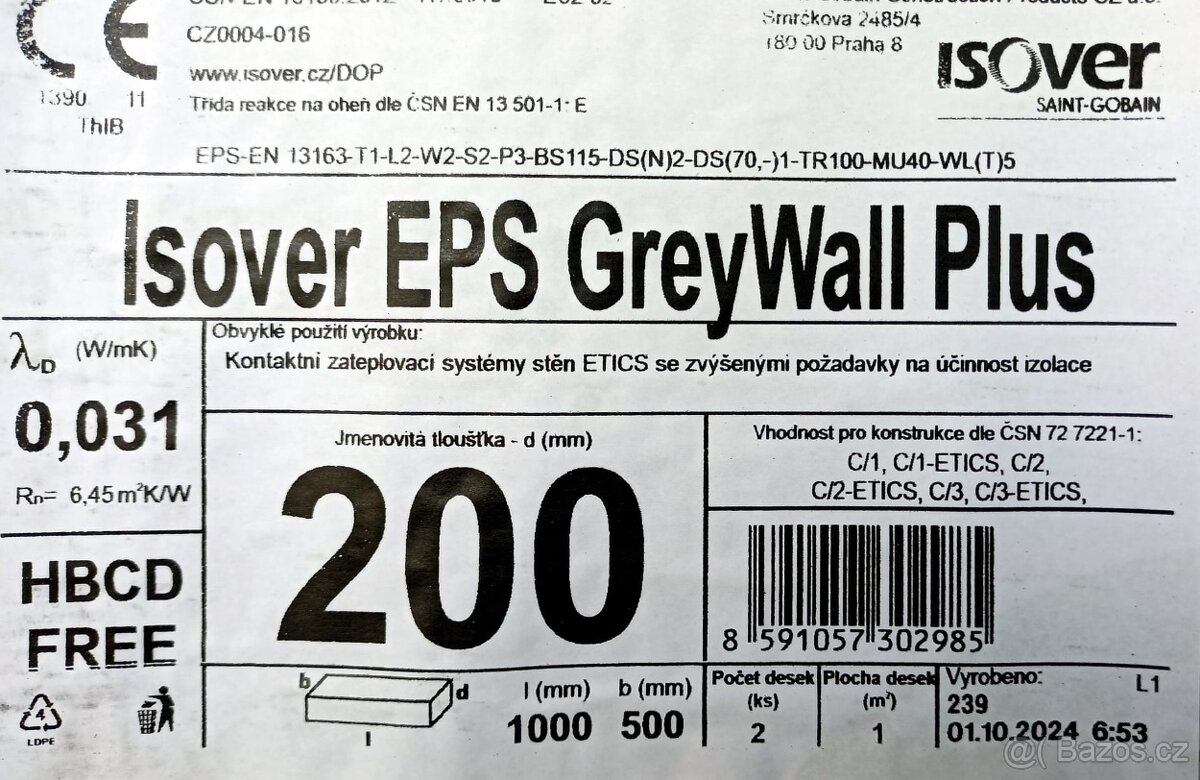 CZ0004-016
www.isover.cz/DOP
Třída reakce na oheň dle ČSN EN 13 501-1: E
Smrčkova 2485/4
180 00 Praha 8
isover
SAINT-GOBAIN
CE
1390 11
ThIB
EPS-EN 13163-T1-L2-W2-S2-P3-BS115-DS(N)2-DS(70,-)1-TR100-MU40-WL(T)5
Isover EPS GreyWall Plus
λD (W/mK)
0,031
RD= 6,45 m²K/W
HBCD
FREE
4
LDPE
Obvyklé použití výrobku:
Kontaktní zateplovací systémy stěn ETICS se zvýšenými požadavky na účinnost izolace
Jmenovitá tloušťka - d (mm)
200
Vhodnost pro konstrukce dle ČSN 72 7221-1:
C/1, C/1-ETICS, C/2,
C/2-ETICS, C/3, C/3-ETICS,
8 591057 302985
b d l
l (mm) b (mm)
1000 500
Počet desek
(ks)
2
Plocha desek
(m²)
1
Vyrobeno: L1
239
01.10.2024 6:53
@( Bazos.cz